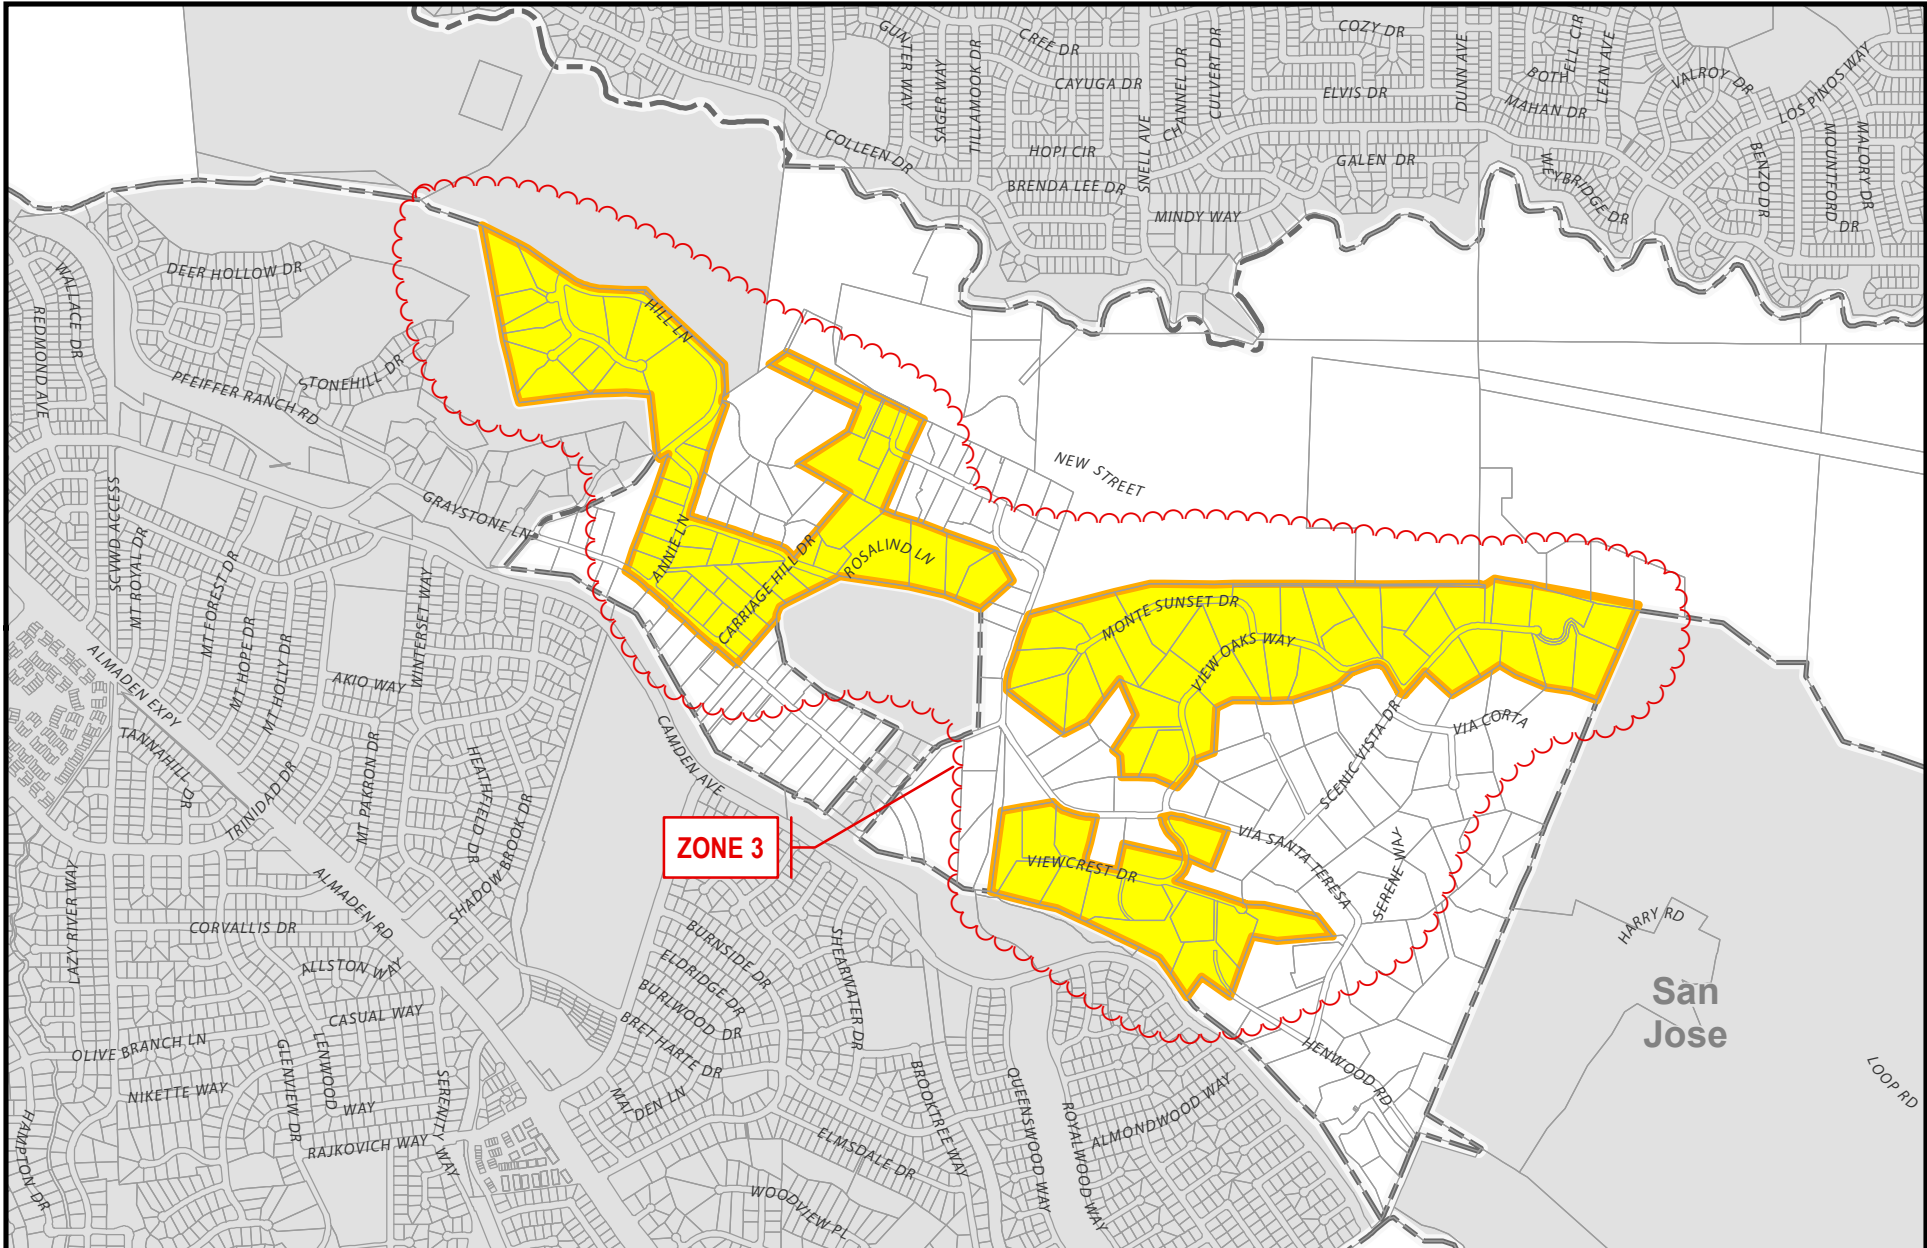 COZY DR
GUNTER WAY
CREE DR
SAGER WAY
TILLAMOOK DR
CAYUGA DR
CHANNEL DR
CULVERT DR
ELVIS DR
DUNN AVE
BOTH
ELL CIR
LEAN AVE
MAHAN DR
VALROY DR
LOS PINOS WAY
COLLEEN DR
HOPI CIR
BRENDA LEE DR
SNELL AVE
MINDY WAY
GALEN DR
WEYBRIDGE DR
BENZO DR
MOUNTFORD
DR
MALORY DR
WALLACE DR
DEER HOLLOW DR
REDMOND AVE
HILL LN
STONEHILL DR
PFEIFFER RANCH RD
NEW STREET
GRAYSTONE LN
SCVWD ACCESS
MT ROYAL DR
MT FOREST DR
MT HOPE DR
MT HOLLY DR
WINTERSET WAY
AKIO WAY
ANNIE LN
CARRIAGE HILL DR
ROSALIND LN
MONTE SUNSET DR
VIEW OAKS WAY
ALMADEN EXPY
TANNAHILL
DR
TRINIDAD DR
MT PAKRON DR
HEATHFIELD DR
SHADOW BROOK DR
CAMDEN AVE
VIA CORTA
SCENIC VISTA DR
ZONE 3
VIA SANTA TERESA
SERENE WAY
VIEWCREST DR
LAZY RIVER WAY
ALMADEN RD
CORVALLIS DR
ALLSTON WAY
CASUAL WAY
BURNSIDE DR
ELDRIDGE DR
BURLWOOD DR
BRET HARTE DR
SHEARWATER DR
HARRY RD
San
Jose
LOOP RD
OLIVE BRANCH LN
NIKETTE WAY
GLENVIEW DR
LENWOOD
WAY
RAJKOVICH WAY
SERENITY WAY
HAMPTON DR
MALDEN LN
ELMSDALE DR
WOODVIEW PL
BROOKTREE WAY
QUEENSWOOD WAY
ROYALWOOD WAY
ALMONDWOOD WAY
HENWOOD RD